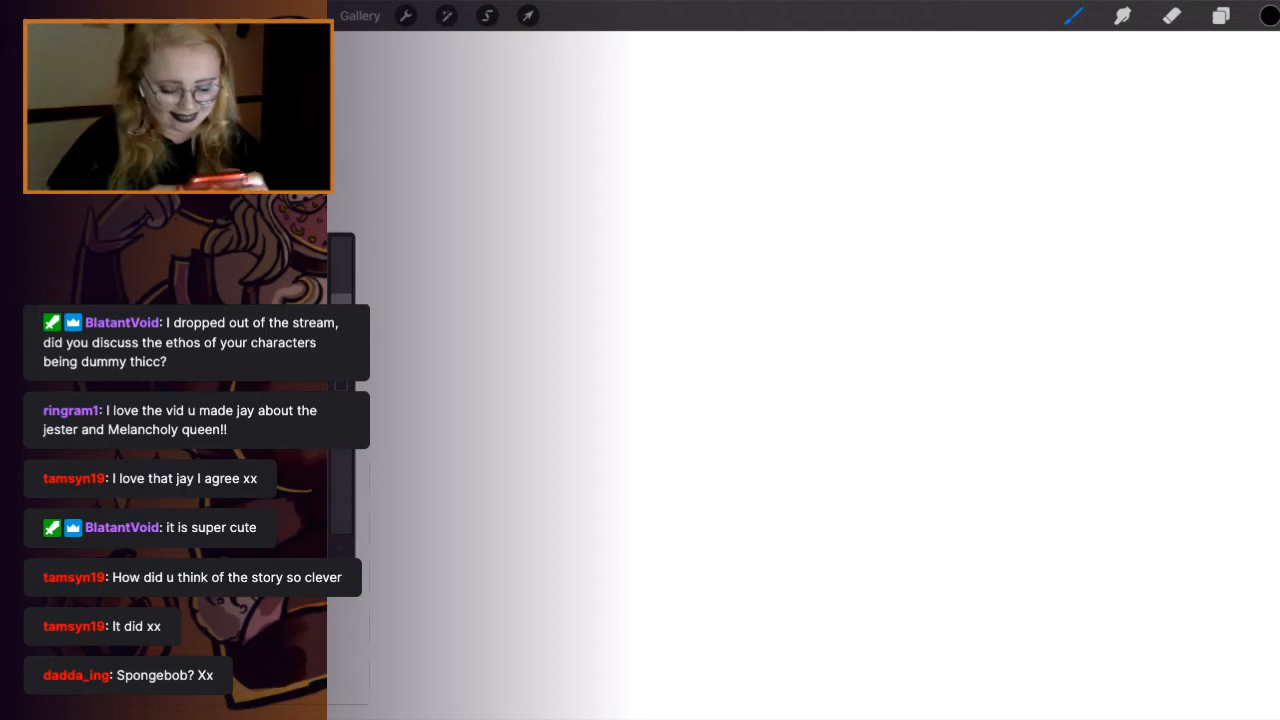 Gallery
BlatantVoid: I dropped out of the stream,
did you discuss the ethos of your characters
being dummy thicc?
ringram1: I love the vid u made jay about the
jester and Melancholy queen!!
tamsyn19: I love that jay I agree xx
BlatantVoid: it is super cute
tamsyn19: How did u think of the story so clever
tamsyn19: It did xx
dadda_ing: Spongebob? Xx